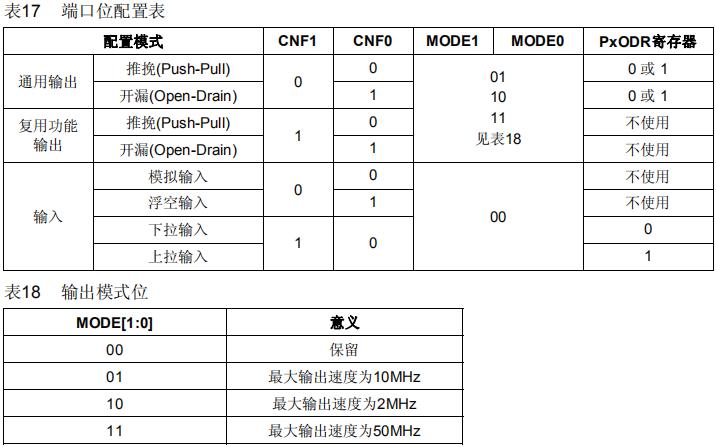 表17 端口位配置表
配置模式 CNF1 CNF0 MODE1 MODE0 PxODR寄存器
通用输出 推挽(Push-Pull) 0 0 01 10 11 见表18 0 或 1
开漏(Open-Drain) 1 0 或 1
复用功能输出 推挽(Push-Pull) 1 0 不使用
开漏(Open-Drain) 1 不使用
输入 模拟输入 0 0 00 不使用
浮空输入 1 不使用
下拉输入 1 0 0
上拉输入 1
表18 输出模式位
MODE[1:0] 意义
00 保留
01 最大输出速度为10MHz
10 最大输出速度为2MHz
11 最大输出速度为50MHz